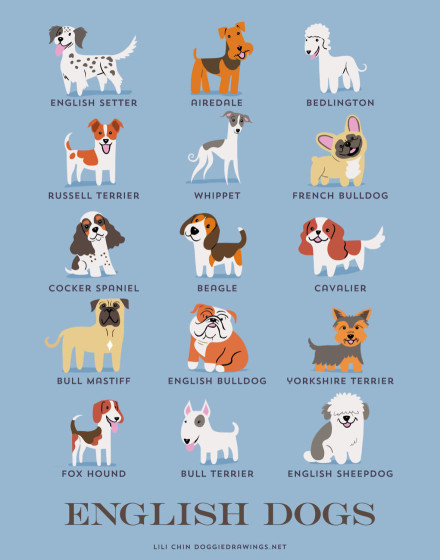 ENGLISH SETTER
AIREDALE
BEDLINGTON
RUSSELL TERRIER
WHIPPET
FRENCH BULLDOG
COCKER SPANIEL
BEAGLE
CAVALIER
BULL MASTIFF
ENGLISH BULLDOG
YORKSHIRE TERRIER
FOX HOUND
BULL TERRIER
ENGLISH SHEEPDOG
ENGLISH DOGS
LILI CHIN DOGGIEDRAWINGS.NET